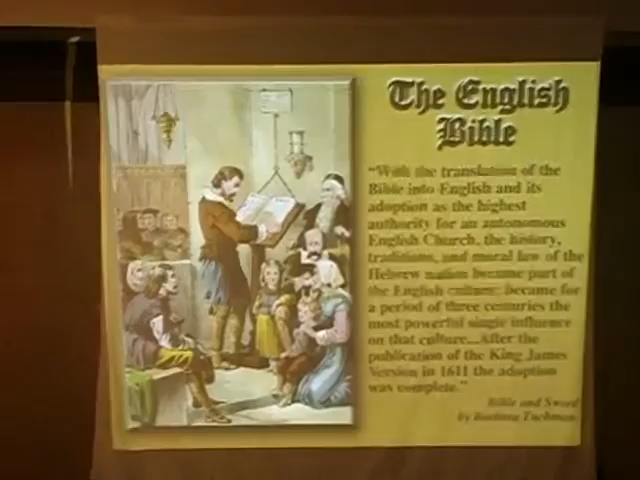 The English
Bible
"With the translation of the
Bible into English and its
adoption as the highest
authority for an autonomous
English Church, the history,
traditions, and moral law of the
Hebrew nation became part of
the English culture; became for
a period of three centuries the
most powerful single influence
on that culture...After the
publication of the King James
Version in 1611 the adoption
was complete."
Bible and Sword
by Barbara Tuchman